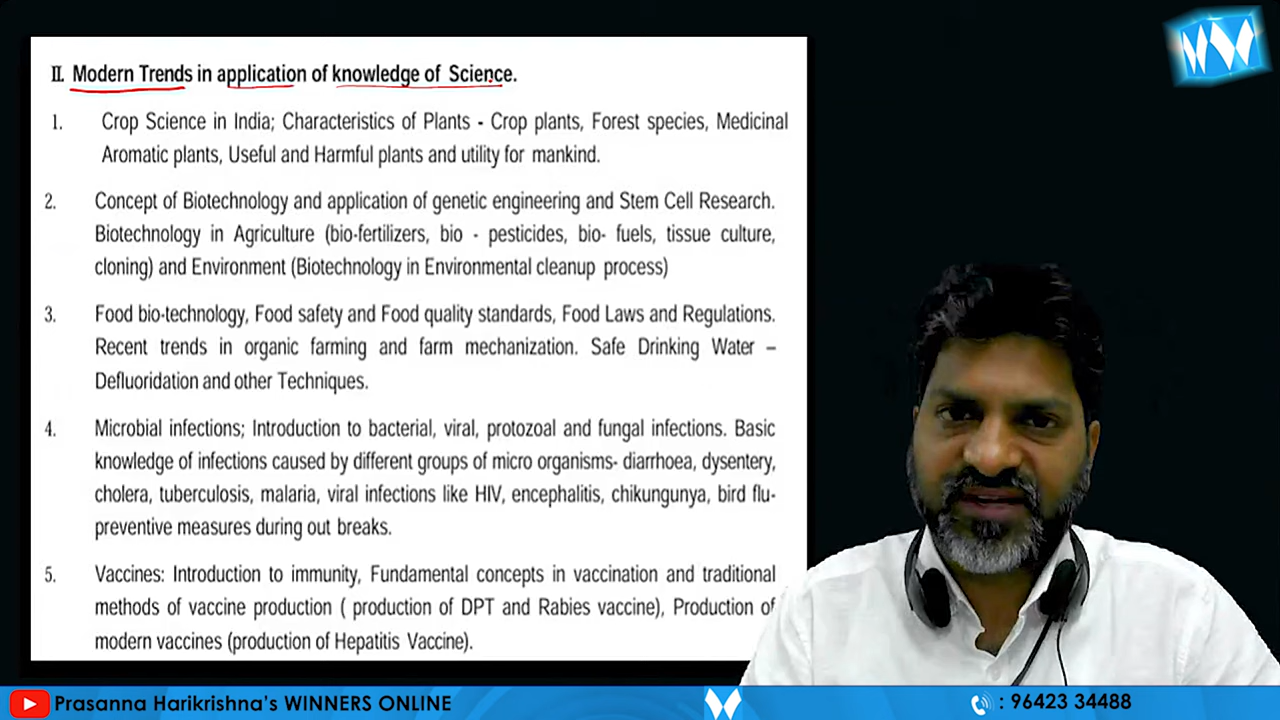 II. Modern Trends in application of knowledge of Science.
1. Crop Science in India; Characteristics of Plants - Crop plants, Forest species, Medicinal
Aromatic plants, Useful and Harmful plants and utility for mankind.
2. Concept of Biotechnology and application of genetic engineering and Stem Cell Research.
Biotechnology in Agriculture (bio-fertilizers, bio - pesticides, bio- fuels, tissue culture,
cloning) and Environment (Biotechnology in Environmental cleanup process)
3. Food bio-technology, Food safety and Food quality standards, Food Laws and Regulations.
Recent trends in organic farming and farm mechanization. Safe Drinking Water –
Defluoridation and other Techniques.
4. Microbial infections; Introduction to bacterial, viral, protozoal and fungal infections. Basic
knowledge of infections caused by different groups of micro organisms- diarrhoea, dysentery,
cholera, tuberculosis, malaria, viral infections like HIV, encephalitis, chikungunya, bird flu-
preventive measures during out breaks.
5. Vaccines: Introduction to immunity, Fundamental concepts in vaccination and traditional
methods of vaccine production ( production of DPT and Rabies vaccine), Production of
modern vaccines (production of Hepatitis Vaccine).
Prasanna Harikrishna's WINNERS ONLINE
: 96423 34488